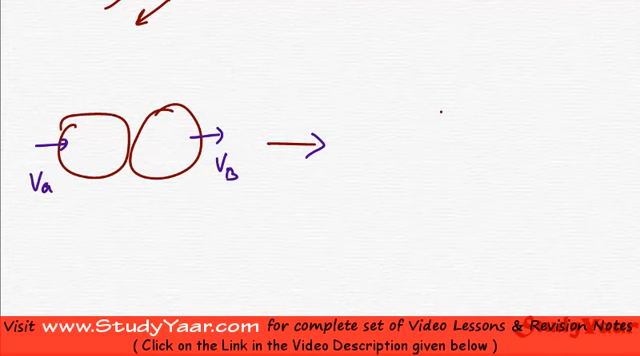 Va
VB
Visit www.StudyYaar.com for complete set of Video Lessons & Revision Notes
StudyYaar
( Click on the Link in the Video Description given below )